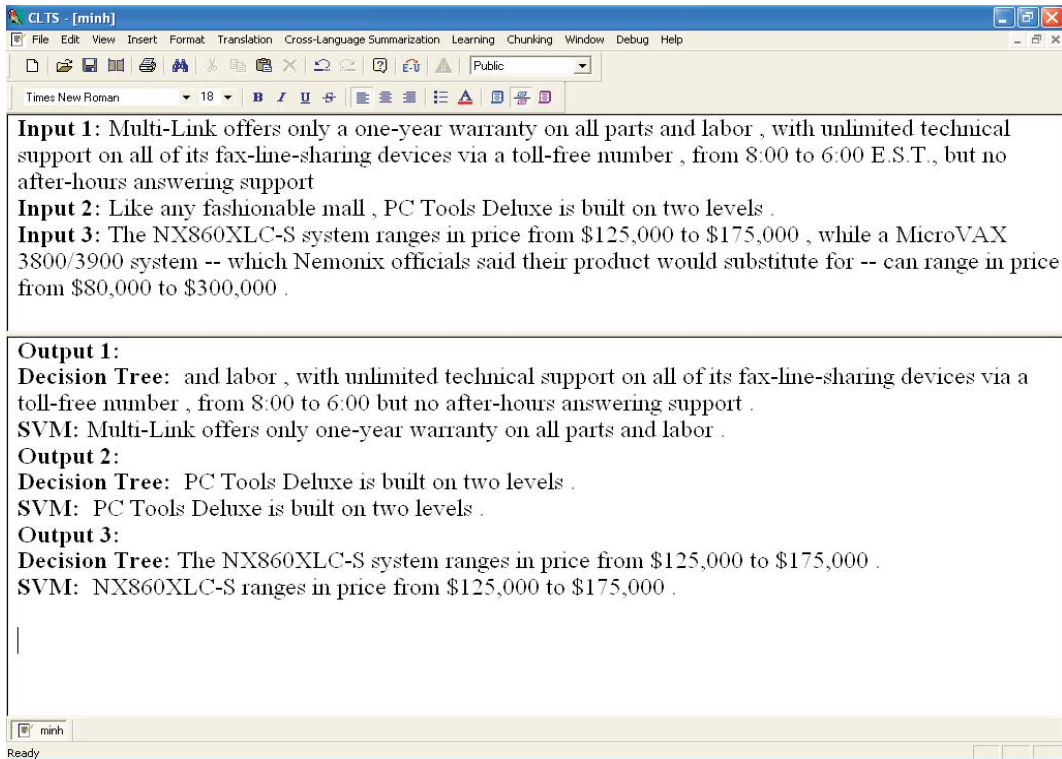 CLTS - [minh]
File Edit View Insert Format Translation Cross-Language Summarization Learning Chunking Window Debug Help
Public
Times New Roman 18 B I U S A
Input 1: Multi-Link offers only a one-year warranty on all parts and labor , with unlimited technical
support on all of its fax-line-sharing devices via a toll-free number , from 8:00 to 6:00 E.S.T., but no
after-hours answering support
Input 2: Like any fashionable mall , PC Tools Deluxe is built on two levels .
Input 3: The NX860XLC-S system ranges in price from $125,000 to $175,000 , while a MicroVAX
3800/3900 system -- which Nemonix officials said their product would substitute for -- can range in price
from $80,000 to $300,000 .
Output 1:
Decision Tree: and labor , with unlimited technical support on all of its fax-line-sharing devices via a
toll-free number , from 8:00 to 6:00 but no after-hours answering support .
SVM: Multi-Link offers only one-year warranty on all parts and labor .
Output 2:
Decision Tree: PC Tools Deluxe is built on two levels .
SVM: PC Tools Deluxe is built on two levels .
Output 3:
Decision Tree: The NX860XLC-S system ranges in price from $125,000 to $175,000 .
SVM: NX860XLC-S ranges in price from $125,000 to $175,000 .
minh
Ready